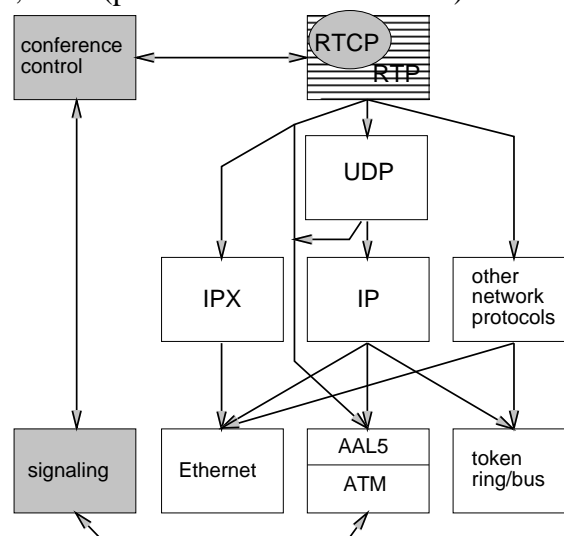 conference
control
RTCP
RTP
UDP
IPX
IP
other
network
protocols
signaling
Ethernet
AAL5
ATM
token
ring/bus